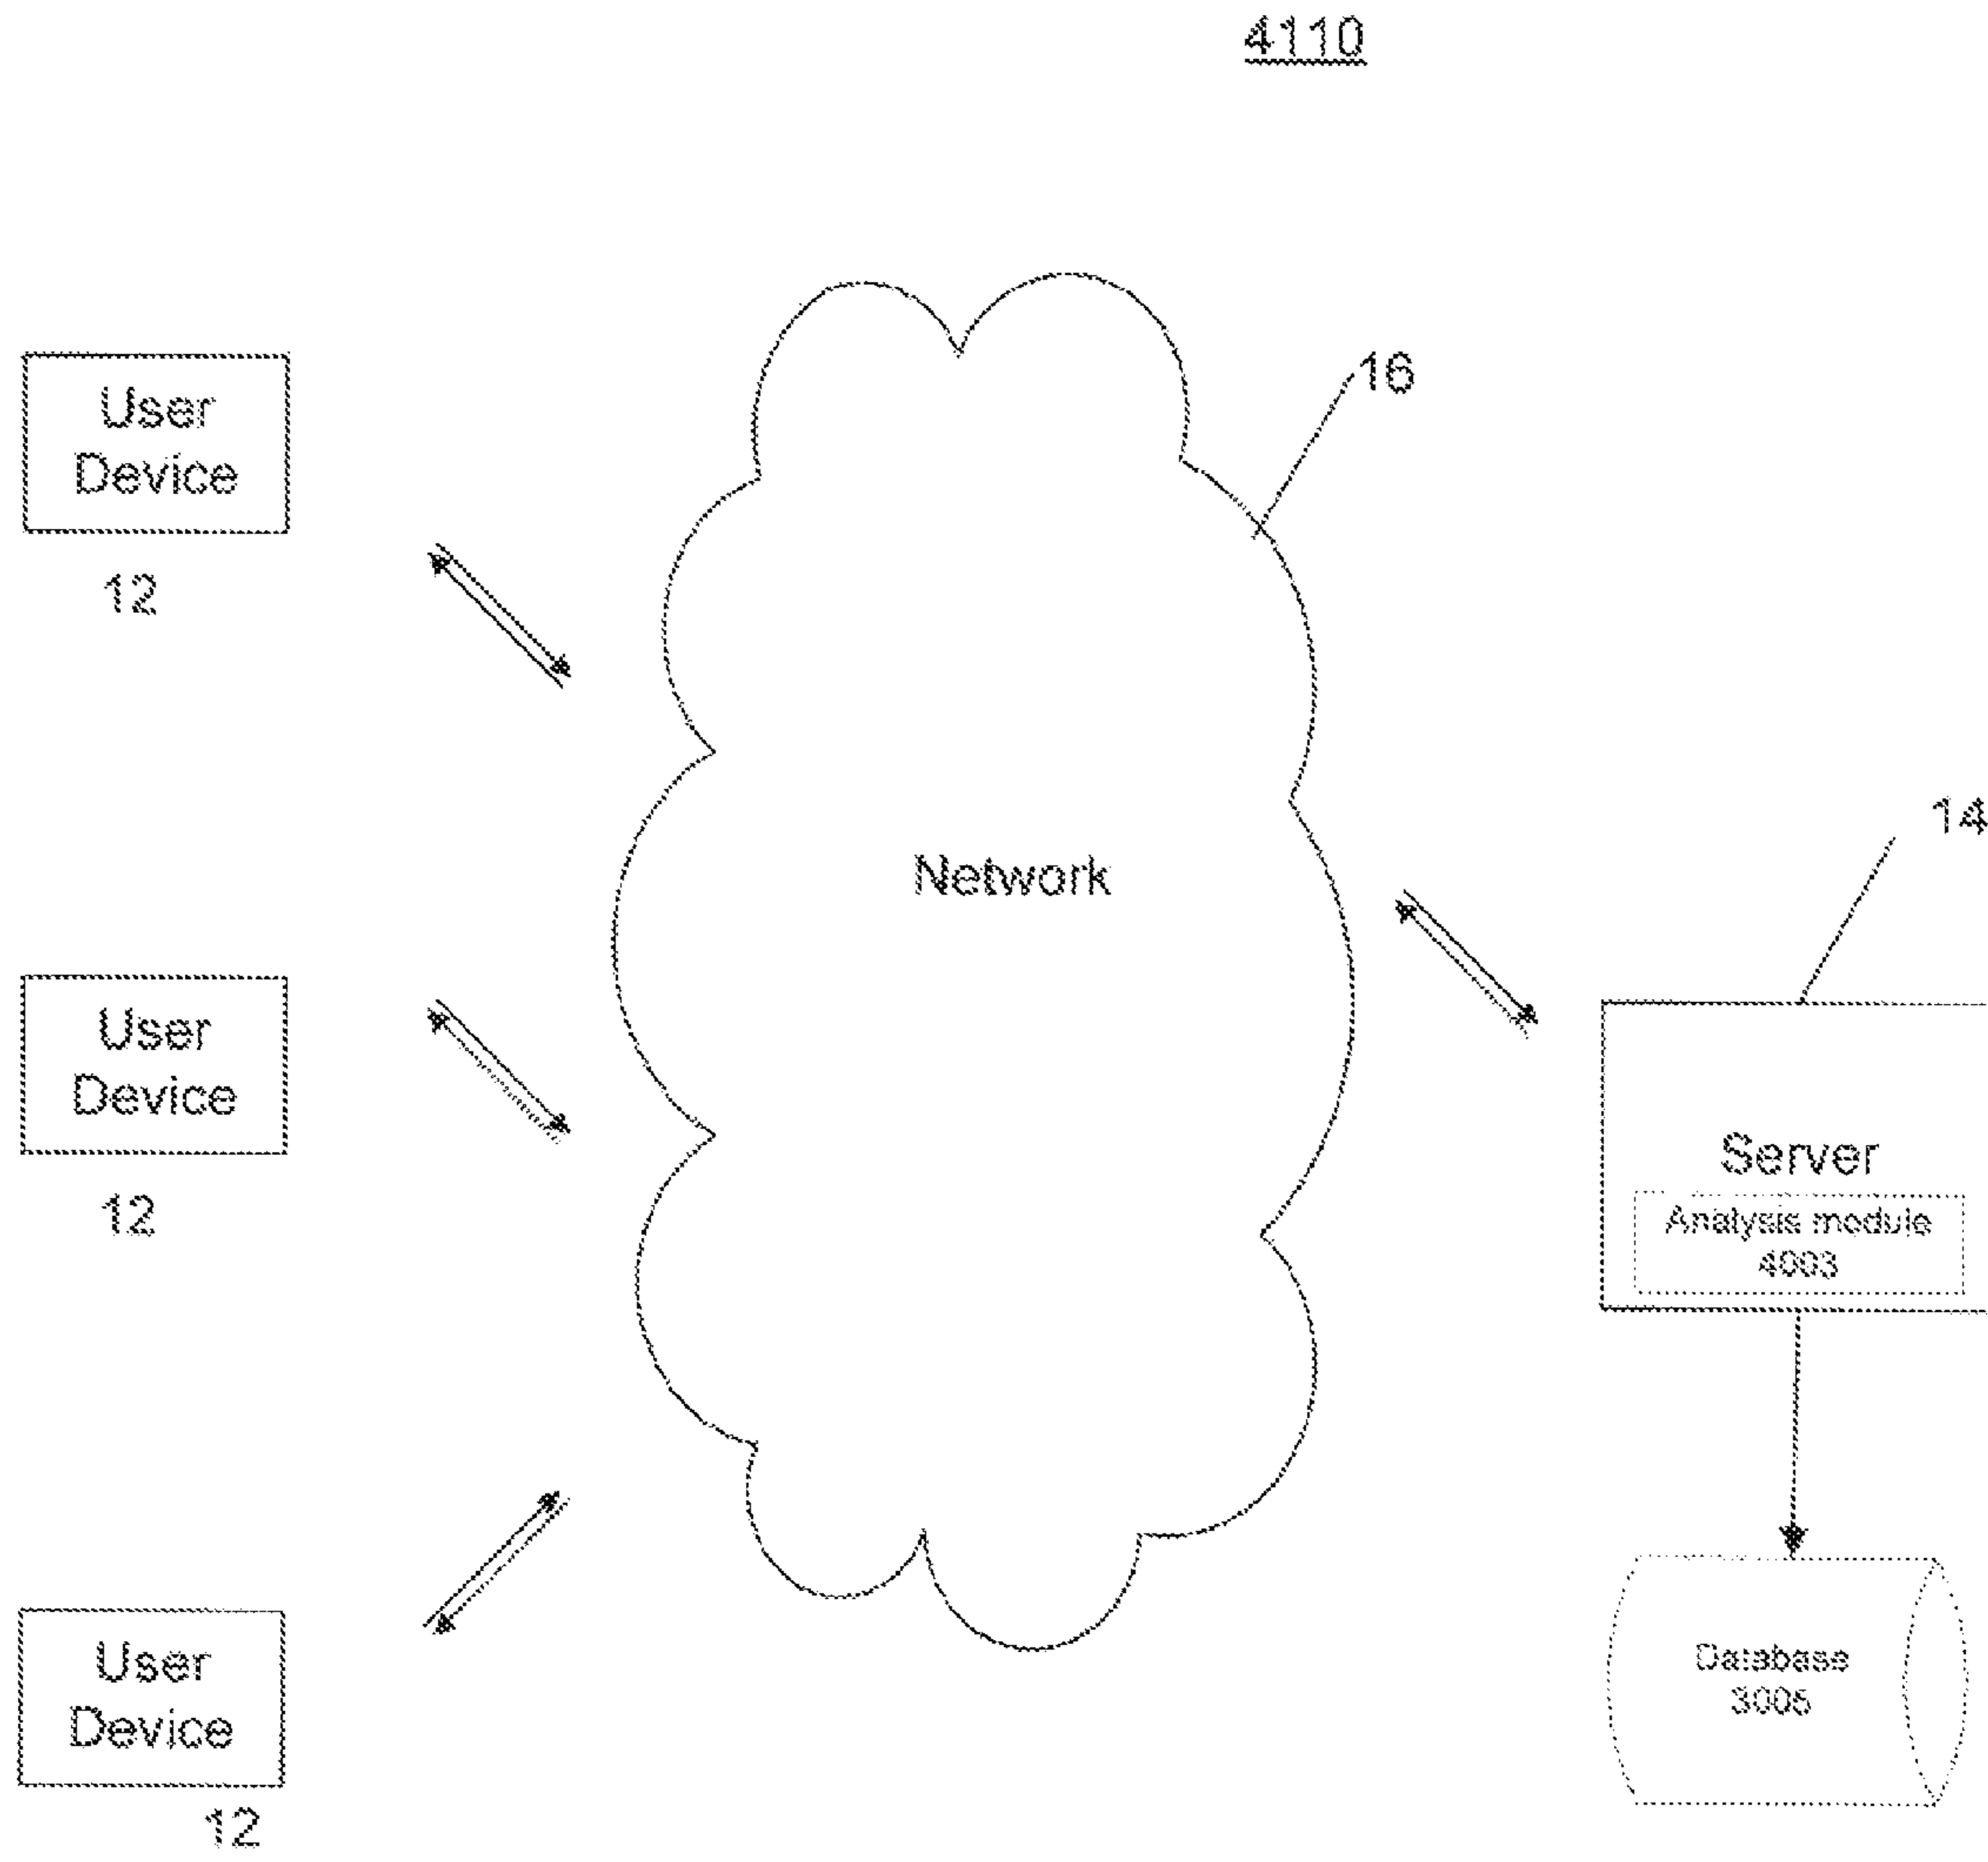 4110
16
User
Device
12
Network
14
User
Device
12
Server
Analysis module
4003
User
Device
12
Database
3005